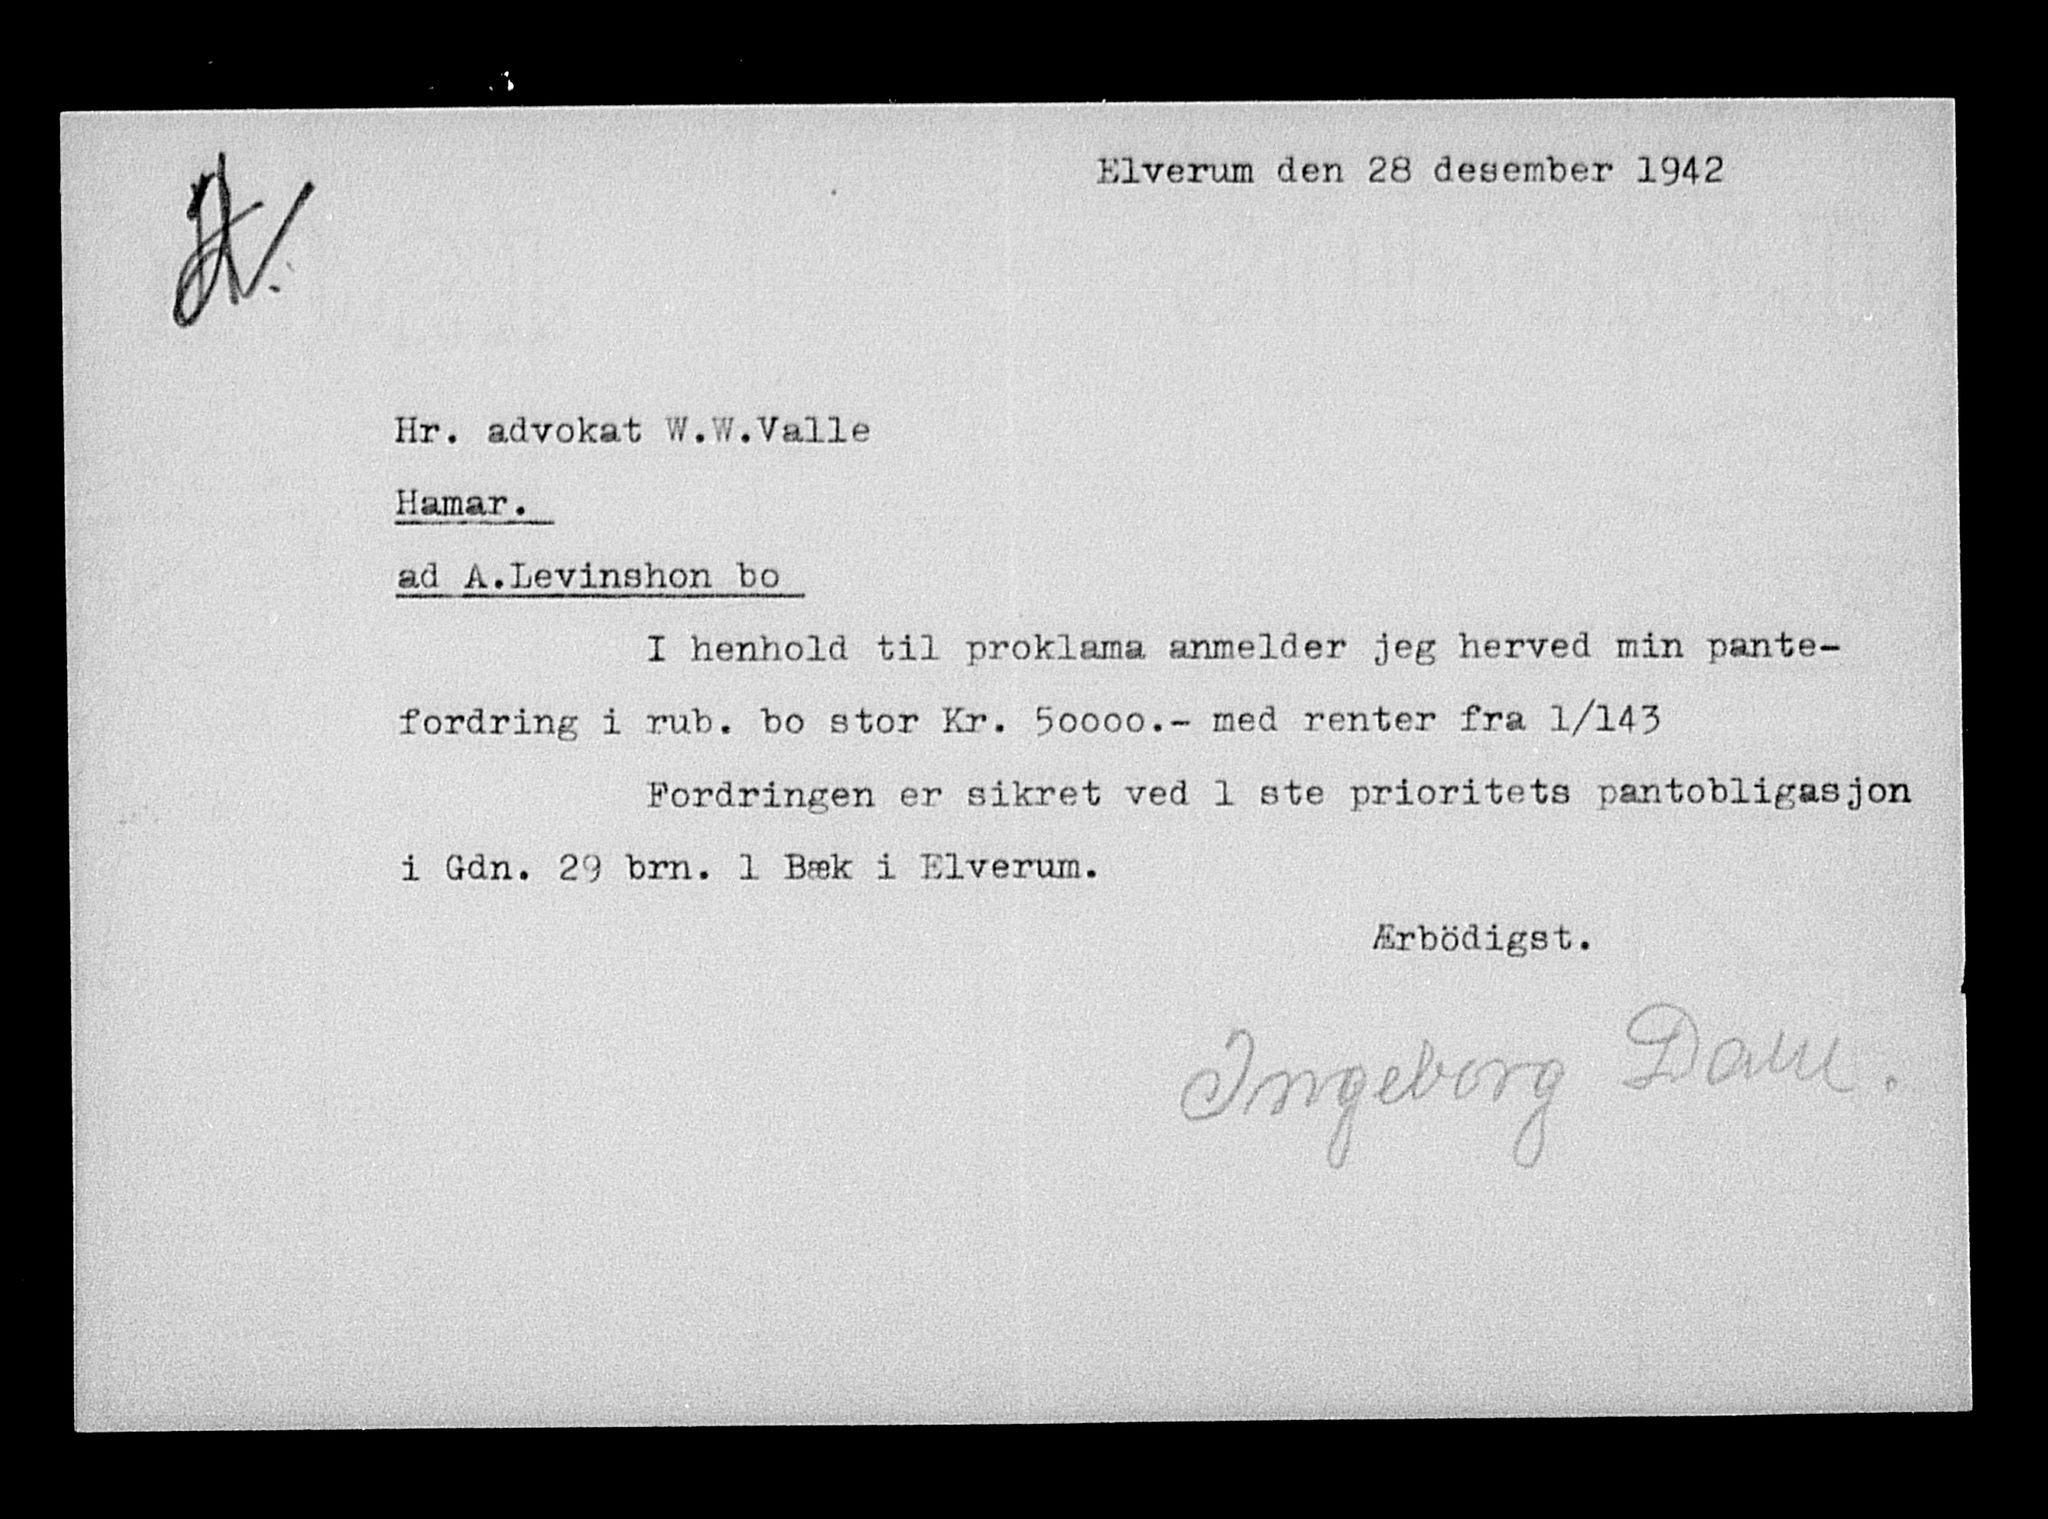 Elverum den 28 desember 1942
Hr. advokat W.W.Valle
Hamar.
ad A.Levinshon bo
I henhold til proklama anmelder jeg herved min pante-
fordring i rub. bo stor Kr. 50000.- med renter fra 1/143
Fordringen er sikret ved 1 ste prioritets pantobligasjon
i Gdn. 29 brn. 1 Bæk i Elverum.
Ærbödigst.
Ingeborg